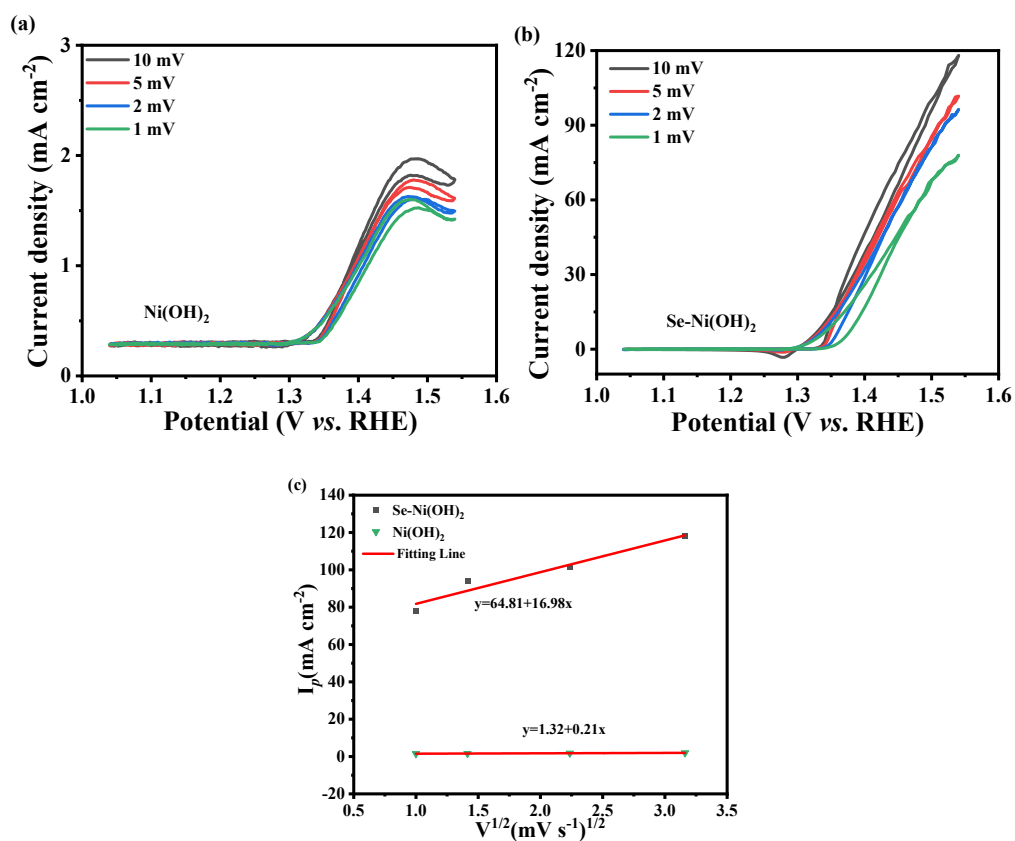 (a)
3
2
1
0
Current density (mA cm⁻²)
10 mV
5 mV
2 mV
1 mV
Ni(OH)₂
1.0 1.1 1.2 1.3 1.4 1.5 1.6
Potential (V vs. RHE)
(b)
120
90
60
30
0
Current density (mA cm⁻²)
10 mV
5 mV
2 mV
1 mV
Se-Ni(OH)₂
1.0 1.1 1.2 1.3 1.4 1.5 1.6
Potential (V vs. RHE)
(c)
140
120
100
80
60
40
20
0
-20
Iₚ(mA cm⁻²)
Se-Ni(OH)₂
Ni(OH)₂
Fitting Line
y=64.81+16.98x
y=1.32+0.21x
0.5 1.0 1.5 2.0 2.5 3.0 3.5
V¹ᐟ²(mV s⁻¹)¹ᐟ²